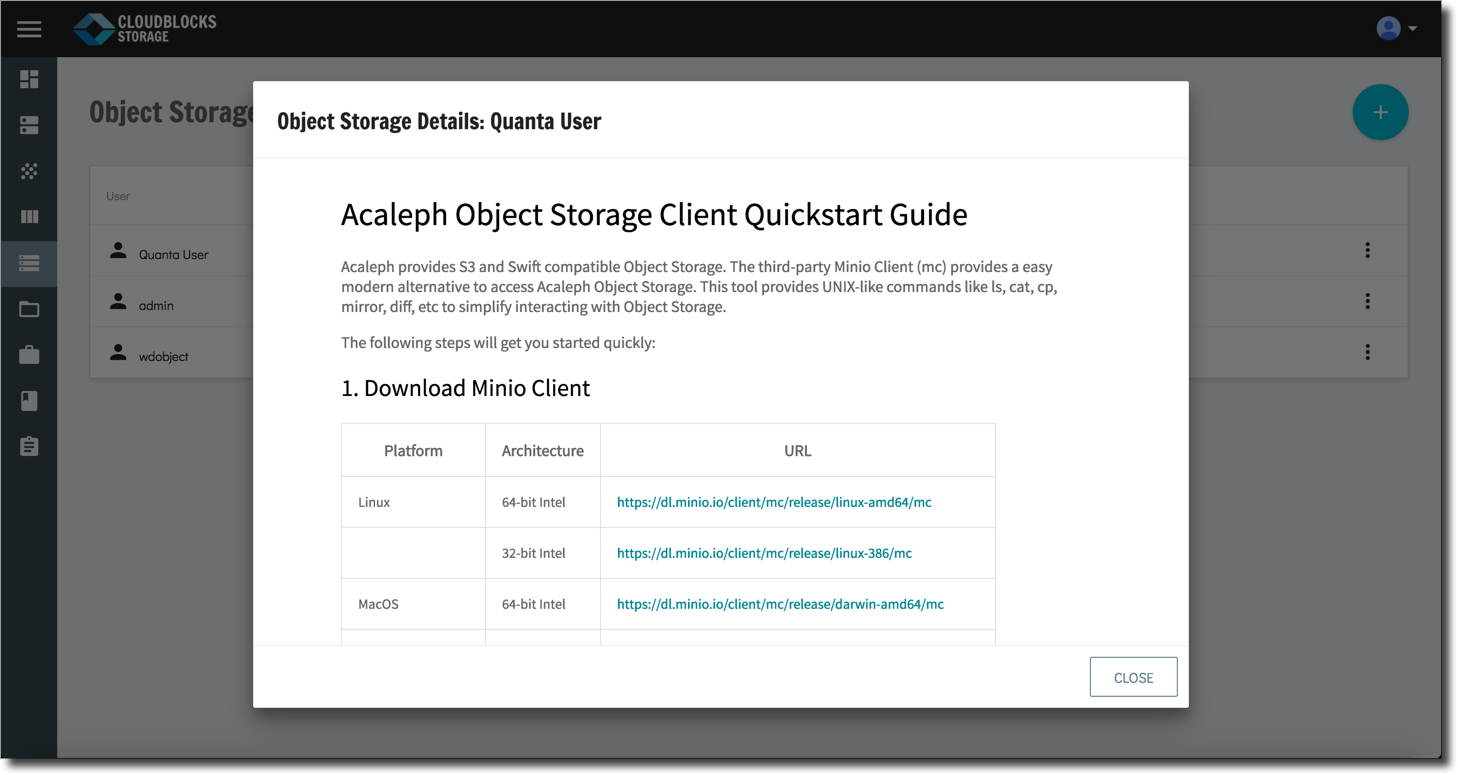 CLOUDBLOCKS
STORAGE
Object Storage
Object Storage Details: Quanta User
User
Quanta User
admin
wdobject
Acaleph Object Storage Client Quickstart Guide
Acaleph provides S3 and Swift compatible Object Storage. The third-party Minio Client (mc) provides a easy
modern alternative to access Acaleph Object Storage. This tool provides UNIX-like commands like ls, cat, cp,
mirror, diff, etc to simplify interacting with Object Storage.
The following steps will get you started quickly:
1. Download Minio Client
Platform Architecture URL
Linux 64-bit Intel https://dl.minio.io/client/mc/release/linux-amd64/mc
32-bit Intel https://dl.minio.io/client/mc/release/linux-386/mc
MacOS 64-bit Intel https://dl.minio.io/client/mc/release/darwin-amd64/mc
CLOSE